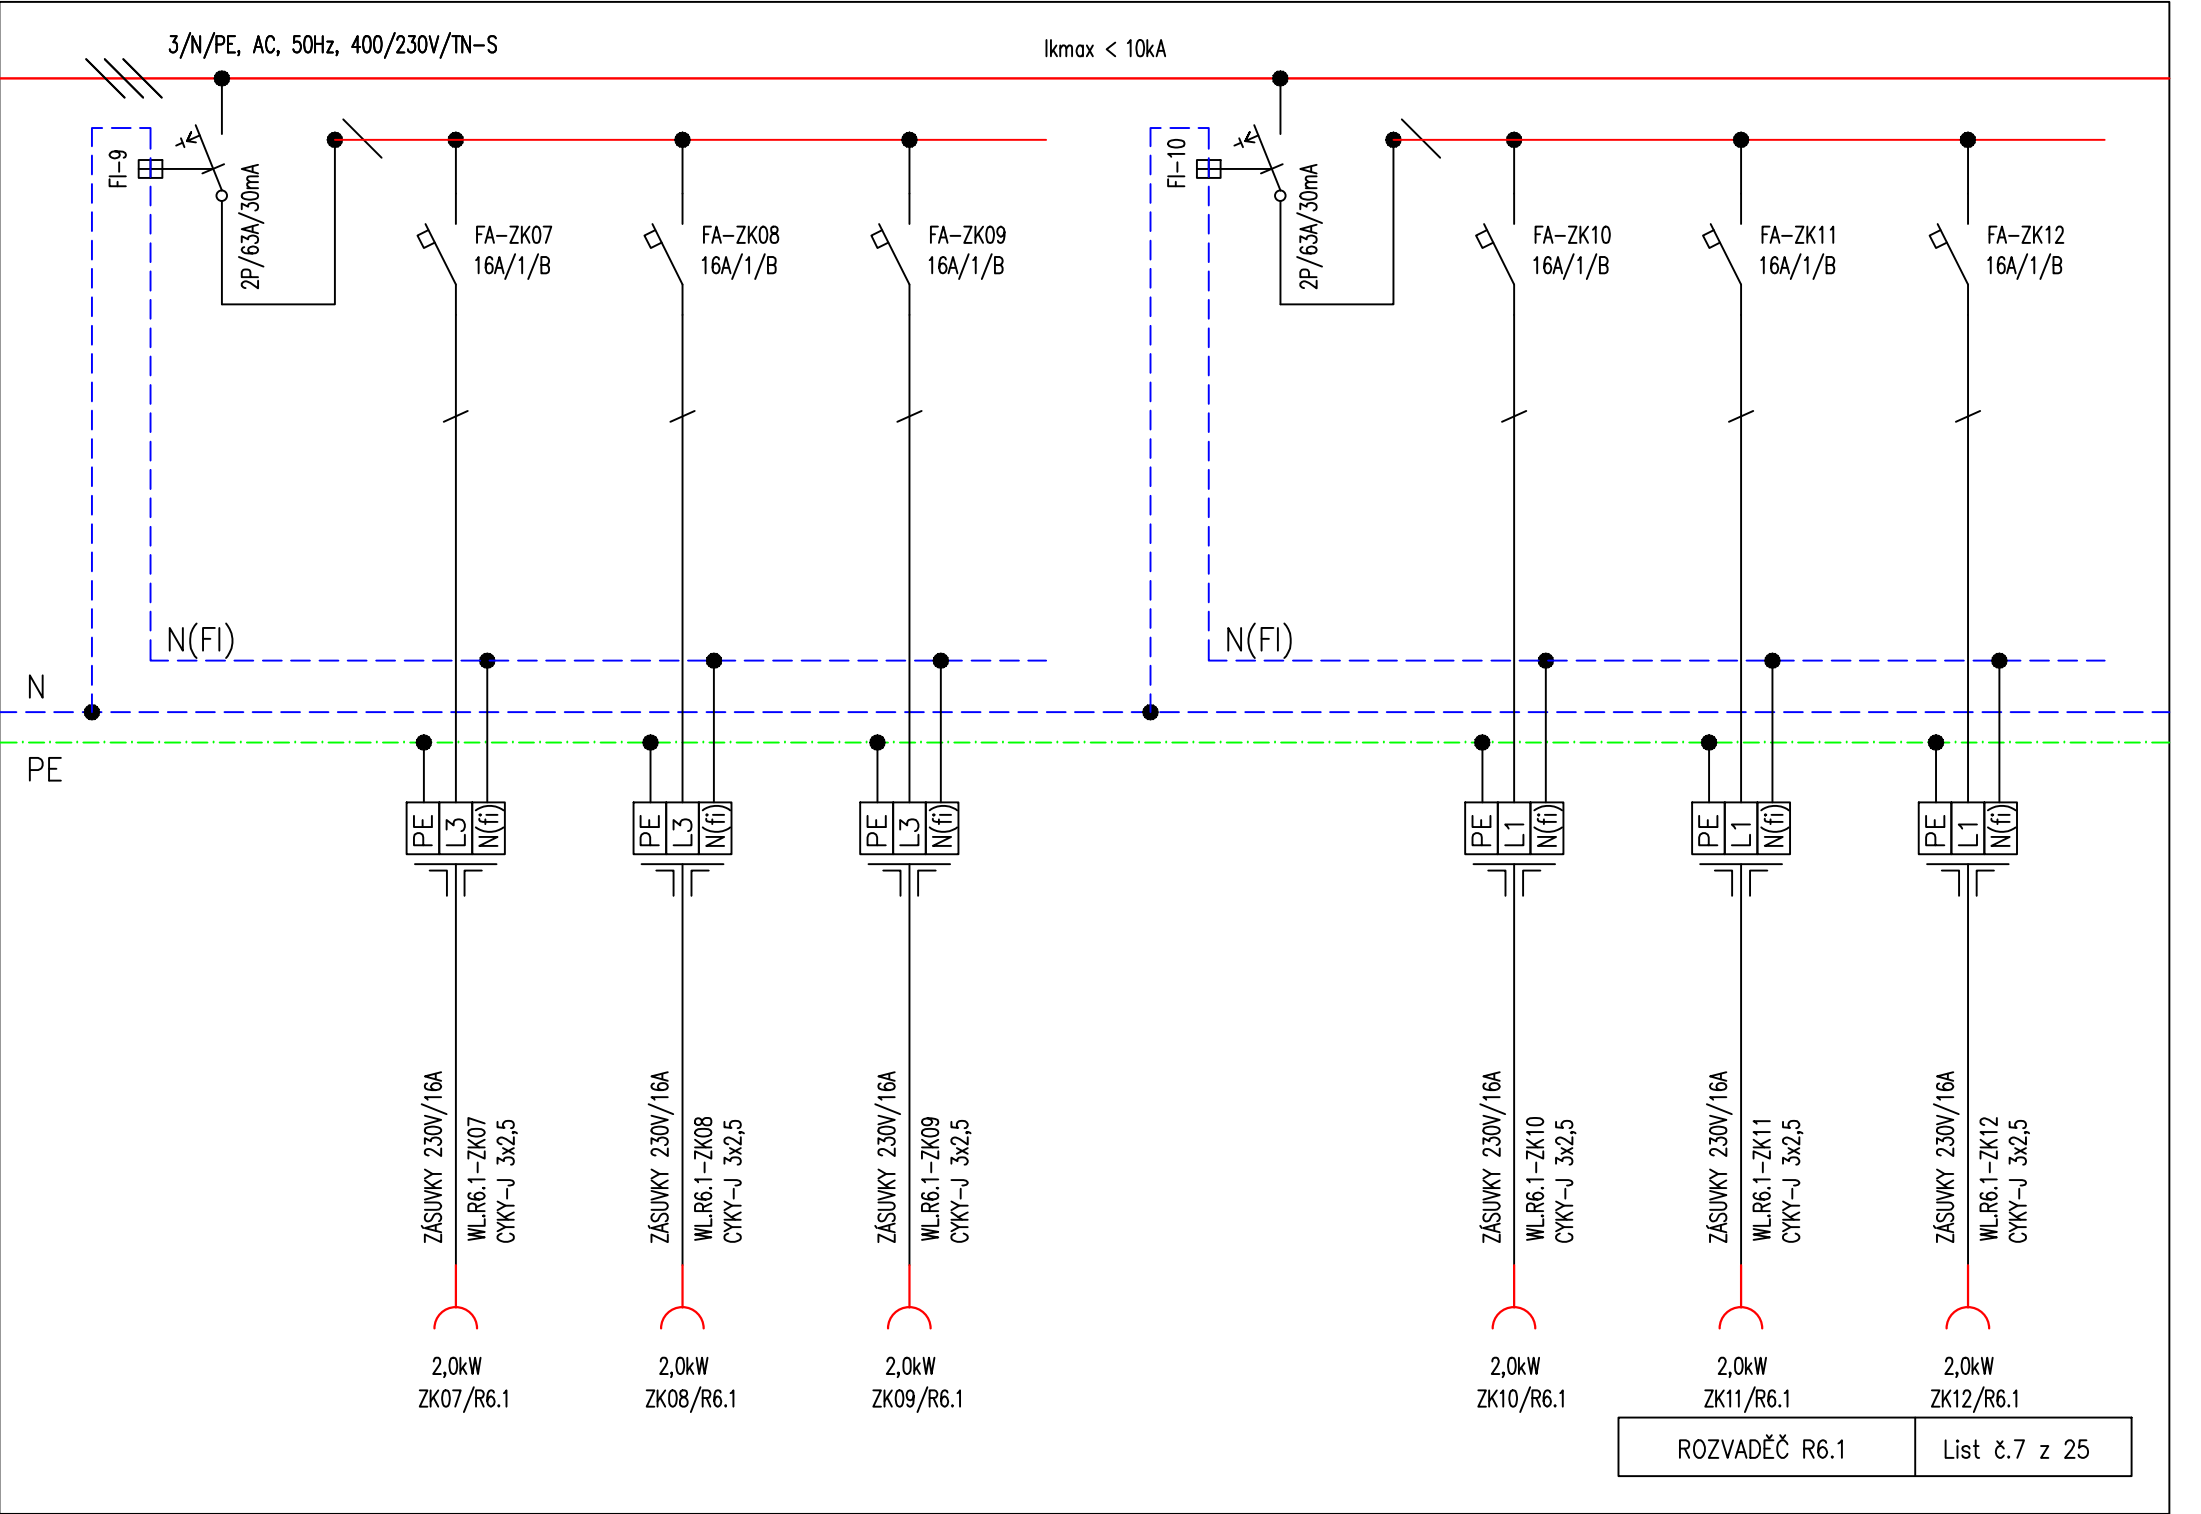 3/N/PE, AC, 50Hz, 400/230V/TN-S
Ikmax < 10kA
FI-9
2P/63A/30mA
FA-ZK07
16A/1/B
FA-ZK08
16A/1/B
FA-ZK09
16A/1/B
FI-10
2P/63A/30mA
FA-ZK10
16A/1/B
FA-ZK11
16A/1/B
FA-ZK12
16A/1/B
N(FI)
N(FI)
N
PE
PE L3 N(fi)
PE L3 N(fi)
PE L3 N(fi)
PE L1 N(fi)
PE L1 N(fi)
PE L1 N(fi)
ZÁSUVKY 230V/16A
WL.R6.1-ZK07
CYKY-J 3x2,5
ZÁSUVKY 230V/16A
WL.R6.1-ZK08
CYKY-J 3x2,5
ZÁSUVKY 230V/16A
WL.R6.1-ZK09
CYKY-J 3x2,5
ZÁSUVKY 230V/16A
WL.R6.1-ZK10
CYKY-J 3x2,5
ZÁSUVKY 230V/16A
WL.R6.1-ZK11
CYKY-J 3x2,5
ZÁSUVKY 230V/16A
WL.R6.1-ZK12
CYKY-J 3x2,5
2,0kW
ZK07/R6.1
2,0kW
ZK08/R6.1
2,0kW
ZK09/R6.1
2,0kW
ZK10/R6.1
2,0kW
ZK11/R6.1
2,0kW
ZK12/R6.1
ROZVADĚČ R6.1
List č.7 z 25